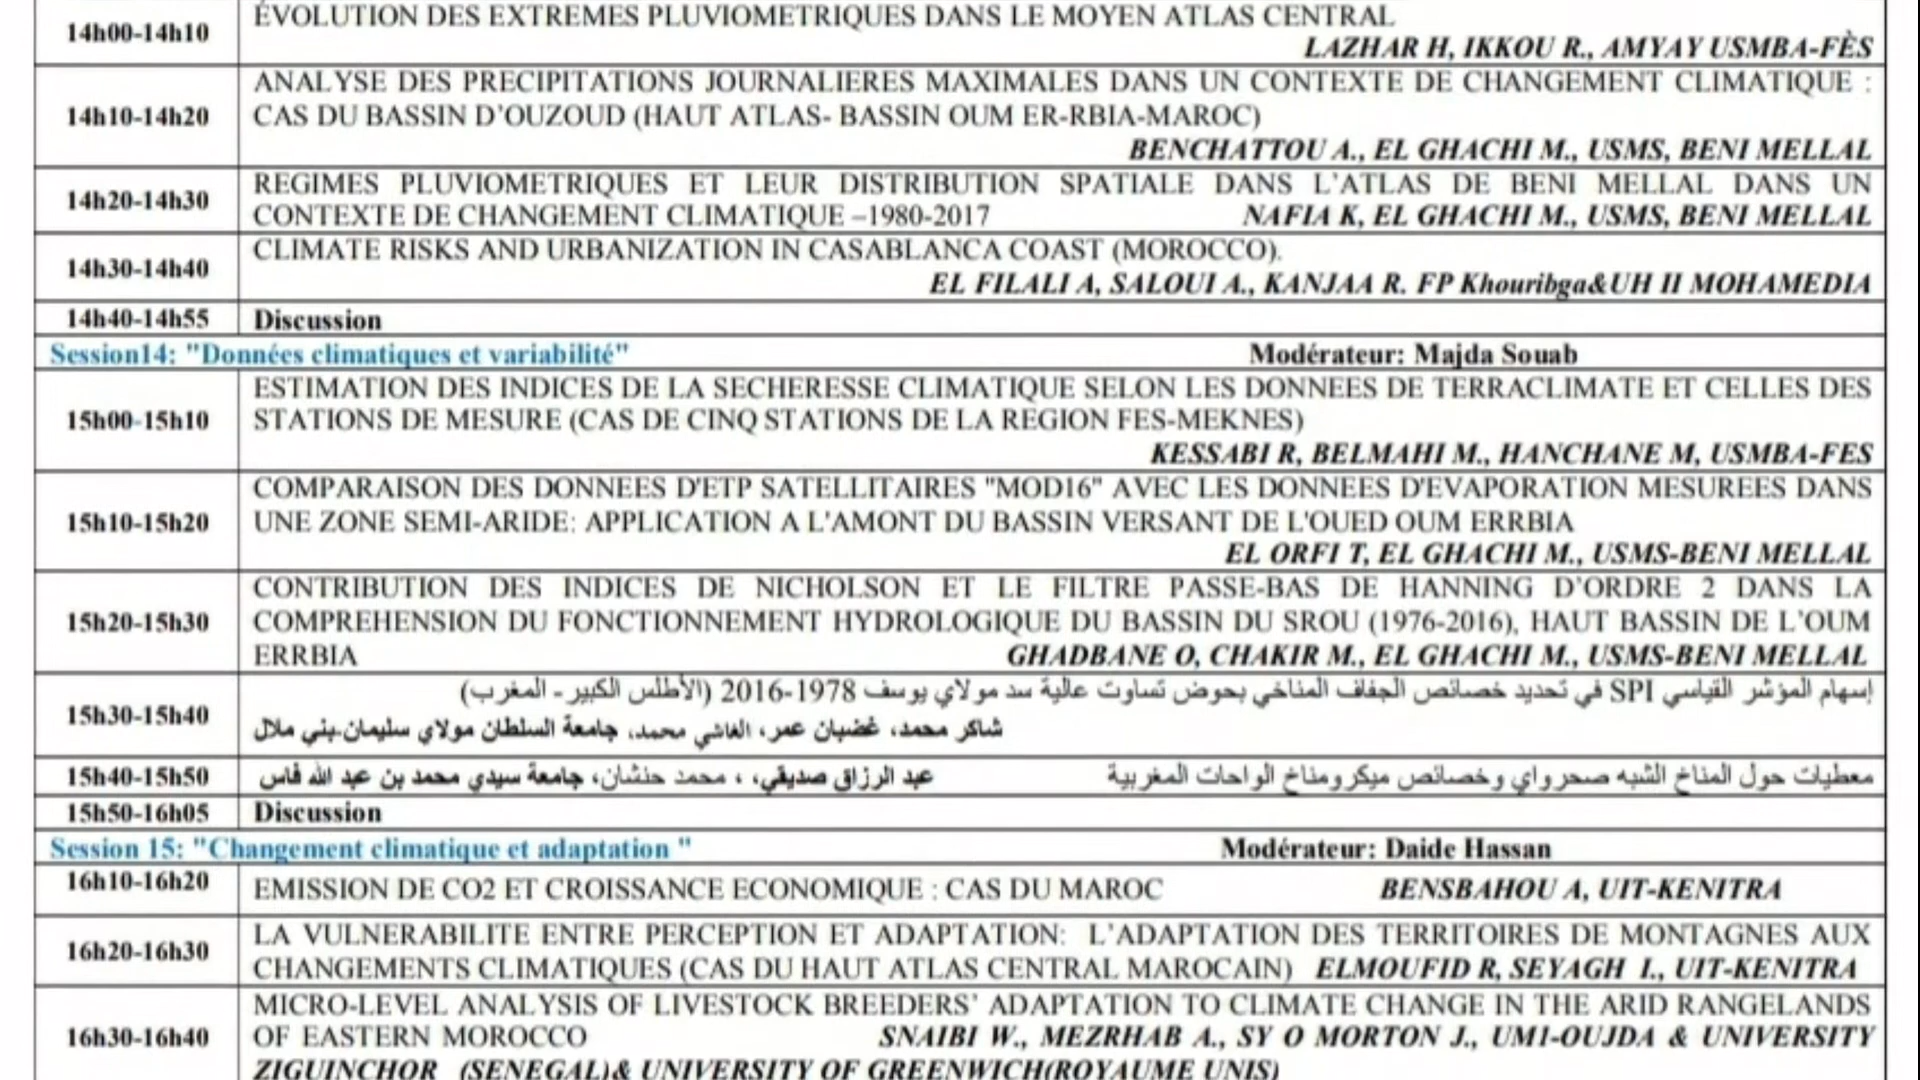 14h00-14h10
ÉVOLUTION DES EXTREMES PLUVIOMETRIQUES DANS LE MOYEN ATLAS CENTRAL
LAZHAR H, IKKOU R., AMYAY USMBA-FÈS
14h10-14h20
ANALYSE DES PRECIPITATIONS JOURNALIERES MAXIMALES DANS UN CONTEXTE DE CHANGEMENT CLIMATIQUE :
CAS DU BASSIN D'OUZOUD (HAUT ATLAS- BASSIN OUM ER-RBIA-MAROC)
BENCHATTOU A., EL GHACHI M., USMS, BENI MELLAL
14h20-14h30
REGIMES PLUVIOMETRIQUES ET LEUR DISTRIBUTION SPATIALE DANS L'ATLAS DE BENI MELLAL DANS UN
CONTEXTE DE CHANGEMENT CLIMATIQUE –1980-2017 NAFIA K, EL GHACHI M., USMS, BENI MELLAL
14h30-14h40
CLIMATE RISKS AND URBANIZATION IN CASABLANCA COAST (MOROCCO).
EL FILALI A, SALOUI A., KANJAA R. FP Khouribga&UH II MOHAMEDIA
14h40-14h55 Discussion
Session14: "Données climatiques et variabilité" Modérateur: Majda Souab
15h00-15h10
ESTIMATION DES INDICES DE LA SECHERESSE CLIMATIQUE SELON LES DONNEES DE TERRACLIMATE ET CELLES DES
STATIONS DE MESURE (CAS DE CINQ STATIONS DE LA REGION FES-MEKNES)
KESSABI R, BELMAHI M., HANCHANE M, USMBA-FES
15h10-15h20
COMPARAISON DES DONNEES D'ETP SATELLITAIRES "MOD16" AVEC LES DONNEES D'EVAPORATION MESUREES DANS
UNE ZONE SEMI-ARIDE: APPLICATION A L'AMONT DU BASSIN VERSANT DE L'OUED OUM ERRBIA
EL ORFI T, EL GHACHI M., USMS-BENI MELLAL
15h20-15h30
CONTRIBUTION DES INDICES DE NICHOLSON ET LE FILTRE PASSE-BAS DE HANNING D'ORDRE 2 DANS LA
COMPREHENSION DU FONCTIONNEMENT HYDROLOGIQUE DU BASSIN DU SROU (1976-2016), HAUT BASSIN DE L'OUM
ERRBIA GHADBANE O, CHAKIR M., EL GHACHI M., USMS-BENI MELLAL
15h30-15h40
إسهام المؤشر القياسي SPI في تحديد خصائص الجفاف المناخي بحوض تساوت عالية سد مولاي يوسف 1978-2016 (الأطلس الكبير - المغرب)
شاكر محمد، غضبان عمر، الغاشي محمد، جامعة السلطان مولاي سليمان-بني ملال
15h40-15h50
معطيات حول المناخ الشبه صحراوي وخصائص ميكرومناخ الواحات المغربية عبد الرزاق صديقي، ، محمد حنشان، جامعة سيدي محمد بن عبد الله فاس
15h50-16h05 Discussion
Session 15: "Changement climatique et adaptation " Modérateur: Daide Hassan
16h10-16h20
EMISSION DE CO2 ET CROISSANCE ECONOMIQUE : CAS DU MAROC BENSBAHOU A, UIT-KENITRA
16h20-16h30
LA VULNERABILITE ENTRE PERCEPTION ET ADAPTATION: L'ADAPTATION DES TERRITOIRES DE MONTAGNES AUX
CHANGEMENTS CLIMATIQUES (CAS DU HAUT ATLAS CENTRAL MAROCAIN) ELMOUFID R, SEYAGH I., UIT-KENITRA
16h30-16h40
MICRO-LEVEL ANALYSIS OF LIVESTOCK BREEDERS' ADAPTATION TO CLIMATE CHANGE IN THE ARID RANGELANDS
OF EASTERN MOROCCO SNAIBI W., MEZRHAB A., SY O MORTON J., UM1-OUJDA & UNIVERSITY
ZIGUINCHOR (SENEGAL)& UNIVERSITY OF GREENWICH(ROYAUME UNIS)